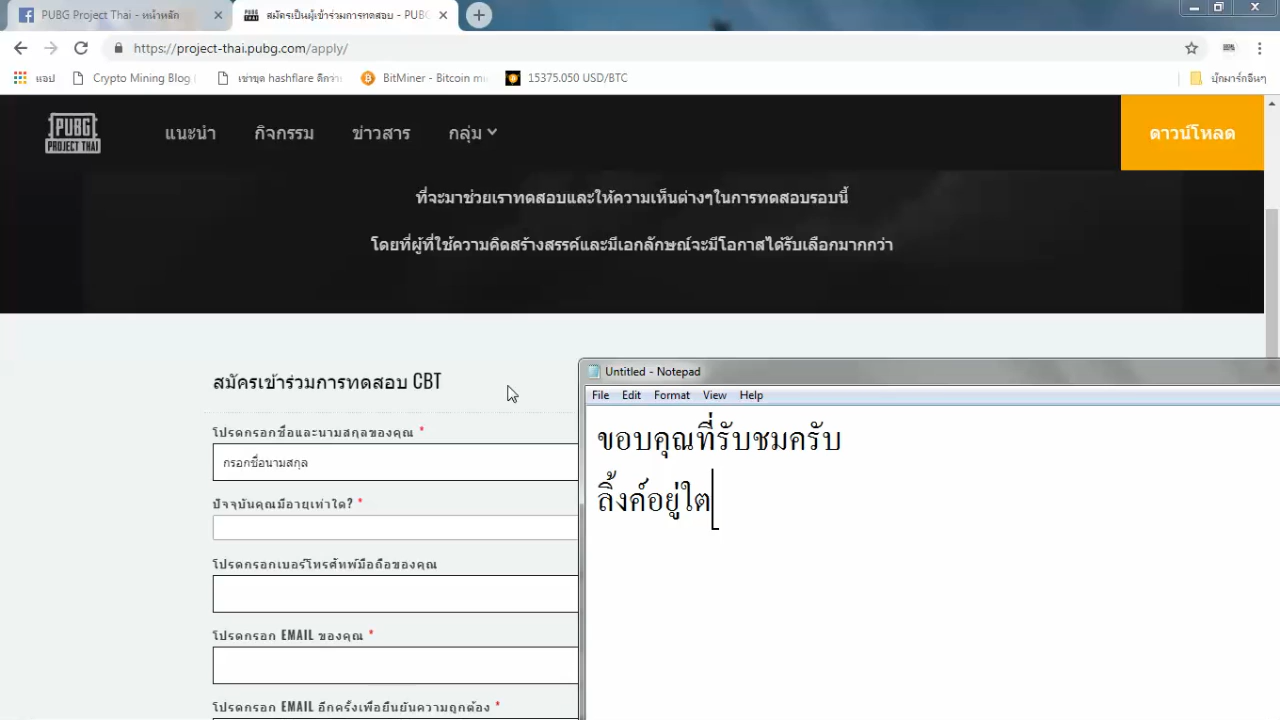 PUBG Project Thai - หน้าหลัก
สมัครเป็นผู้เข้าร่วมการทดสอบ - PUBG
https://project-thai.pubg.com/apply/
แอป
Crypto Mining Blog
เช่าขุด hashflare ดีกว่า
BitMiner - Bitcoin mi
15375.050 USD/BTC
บุ๊กมาร์กอื่นๆ
PUBG
PROJECT THAI
แนะนำ
กิจกรรม
ข่าวสาร
กลุ่ม
ดาวน์โหลด
ที่จะมาช่วยเราทดสอบและให้ความเห็นต่างๆในการทดสอบรอบนี้
โดยที่ผู้ที่ใช้ความคิดสร้างสรรค์และมีเอกลักษณ์จะมีโอกาสได้รับเลือกมากกว่า
สมัครเข้าร่วมการทดสอบ CBT
โปรดกรอกชื่อและนามสกุลของคุณ *
กรอกชื่อนามสกุล
ปัจจุบันคุณมีอายุเท่าใด? *
โปรดกรอกเบอร์โทรศัพท์มือถือของคุณ
โปรดกรอก EMAIL ของคุณ *
โปรดกรอก EMAIL อีกครั้งเพื่อยืนยันความถูกต้อง *
Untitled - Notepad
File Edit Format View Help
ขอบคุณที่รับชมครับ
ลิ้งค์อยู่ใต